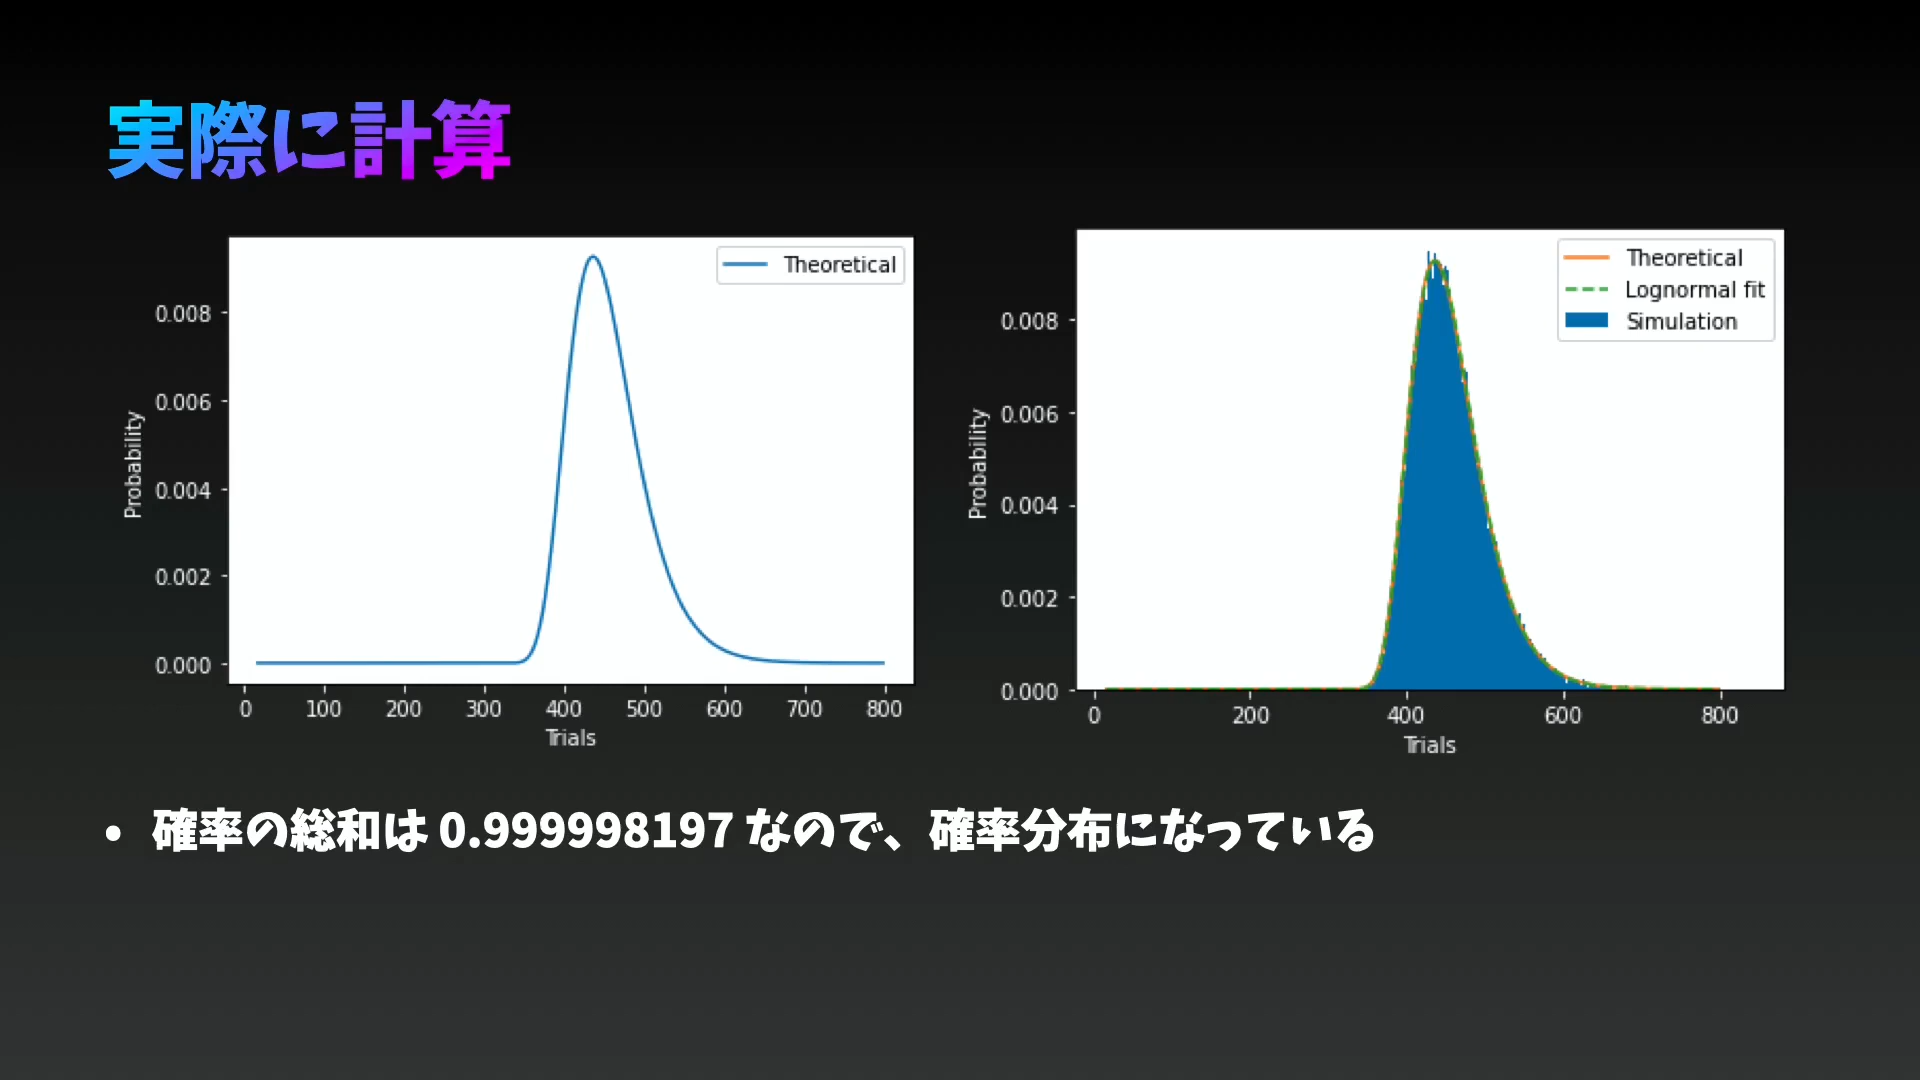 実際に計算
Theoretical
0.008
0.006
0.004
0.002
0.000
Probability
0 100 200 300 400 500 600 700 800
Trials
Theoretical
Lognormal fit
Simulation
0.008
0.006
0.004
0.002
0.000
Probability
0 200 400 600 800
Trials
• 確率の総和は 0.999998197 なので、確率分布になっている